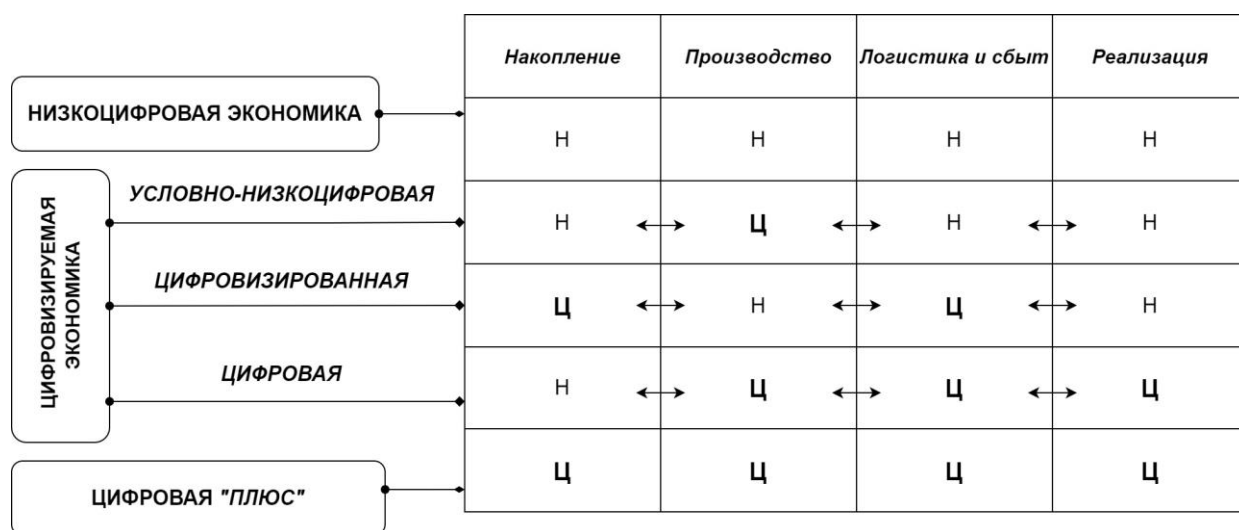 Накопление Производство Логистика и сбыт Реализация
НИЗКОЦИФРОВАЯ ЭКОНОМИКА
Н Н Н Н
ЦИФРОВИЗИРУЕМАЯ
ЭКОНОМИКА
УСЛОВНО-НИЗКОЦИФРОВАЯ
Н Ц Н Н
ЦИФРОВИЗИРОВАННАЯ
Ц Н Ц Н
ЦИФРОВАЯ
Н Ц Ц Ц
ЦИФРОВАЯ "ПЛЮС"
Ц Ц Ц Ц